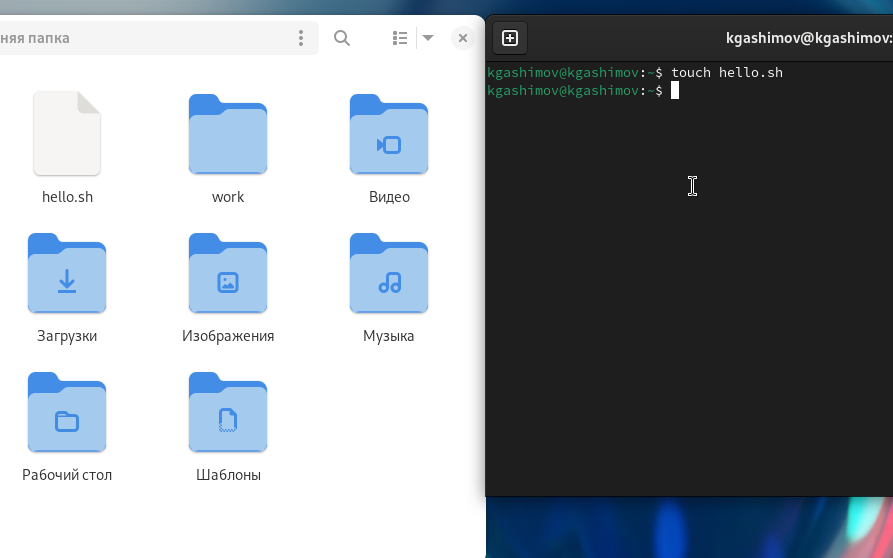 няя папка
hello.sh
work
Видео
Загрузки
Изображения
Музыка
Рабочий стол
Шаблоны
kgashimov@kgashimov:
kgashimov@kgashimov:~$ touch hello.sh
kgashimov@kgashimov:~$